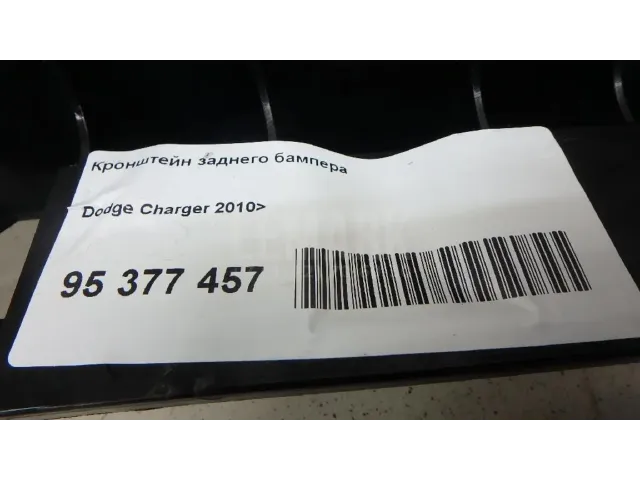 Кронштейн заднего бампера
Dodge Charger 2010>
95 377 457